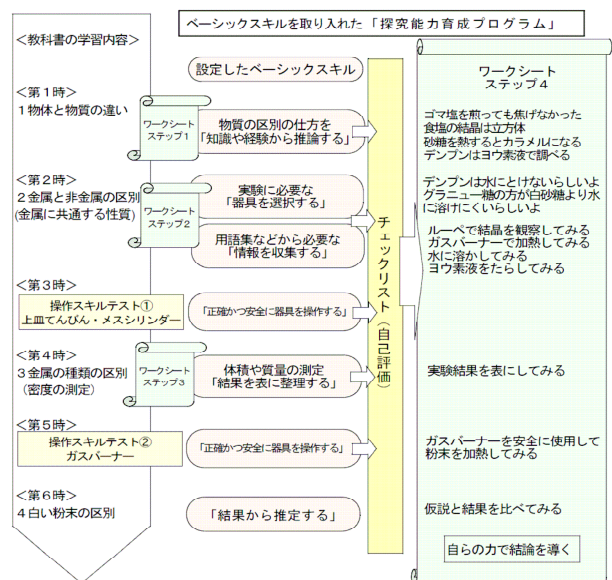 ベーシックスキルを取り入れた「探究能力育成プログラム」
＜教科書の学習内容＞
設定したベーシックスキル
＜第１時＞
１物体と物質の違い
ワークシート
ステップ１
物質の区別の仕方を
「知識や経験から推論する」
＜第２時＞
２金属と非金属の区別
(金属に共通する性質)
ワークシート
ステップ２
実験に必要な
「器具を選択する」
用語集などから必要な
「情報を収集する」
＜第３時＞
操作スキルテスト①
上皿てんびん・メスシリンダー
「正確かつ安全に器具を操作する」
＜第４時＞
３金属の種類の区別
（密度の測定）
ワークシート
ステップ３
体積や質量の測定
「結果を表に整理する」
＜第５時＞
操作スキルテスト②
ガスバーナー
「正確かつ安全に器具を操作する」
＜第６時＞
４白い粉末の区別
「結果から推定する」
チェックリスト（自己評価）
ワークシート
ステップ４
ゴマ塩を煎っても焦げなかった
食塩の結晶は立方体
砂糖を熱するとカラメルになる
デンプンはヨウ素液で調べる
デンプンは水にとけないらしいよ
グラニュー糖の方が白砂糖より水
に溶けにくいらしいよ
ルーペで結晶を観察してみる
ガスバーナーで加熱してみる
水に溶かしてみる
ヨウ素液をたらしてみる
実験結果を表にしてみる
ガスバーナーを安全に使用して
粉末を加熱してみる
仮説と結果を比べてみる
自らの力で結論を導く